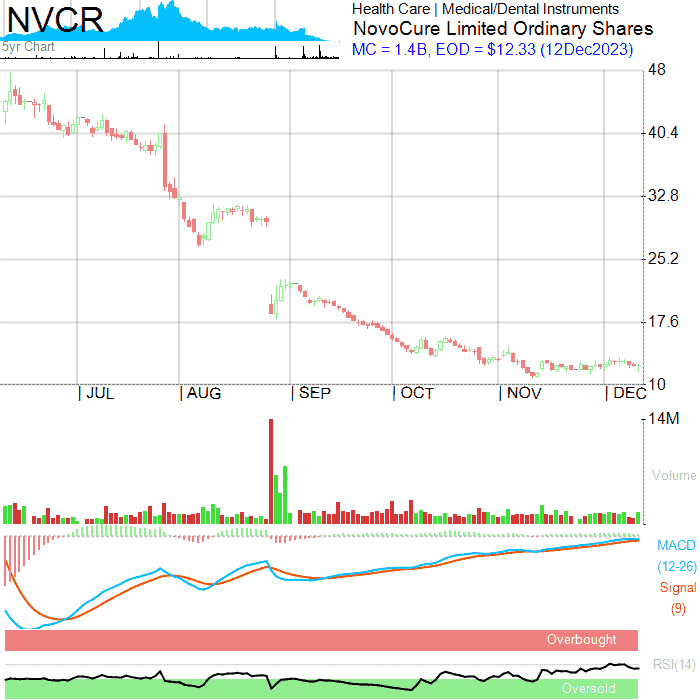 NVCR
5yr Chart
Health Care | Medical/Dental Instruments
NovoCure Limited Ordinary Shares
MC = 1.4B, EOD = $12.33 (12Dec2023)
48
40.4
32.8
25.2
17.6
10
| JUL | AUG | SEP | OCT | NOV | DEC
14M
Volume
MACD
(12-26)
Signal
(9)
Overbought
RSI(14)
Oversold